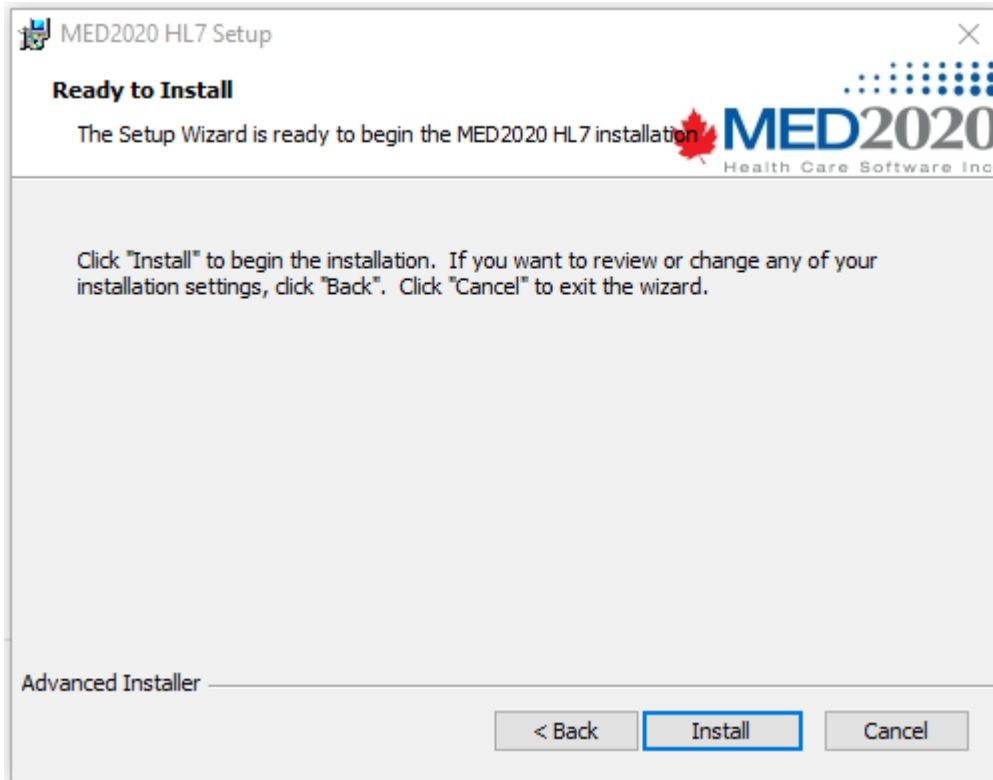 MED2020 HL7 Setup
Ready to Install
The Setup Wizard is ready to begin the MED2020 HL7 installation
MED2020
Health Care Software Inc
Click "Install" to begin the installation.  If you want to review or change any of your
installation settings, click "Back".  Click "Cancel" to exit the wizard.
Advanced Installer
< Back
Install
Cancel